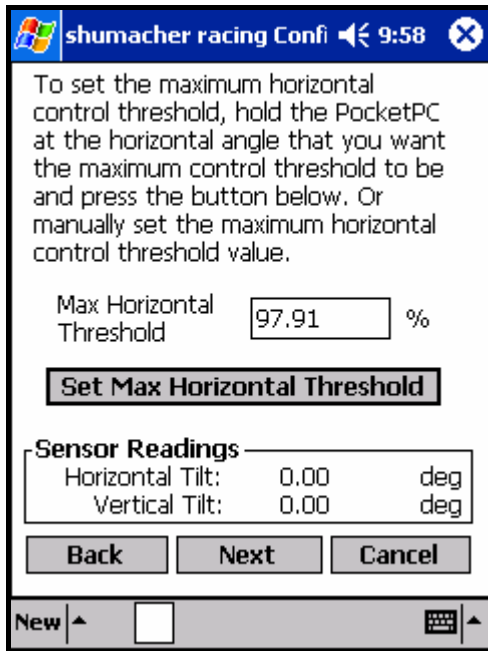 shumacher racing Confi 9:58
To set the maximum horizontal
control threshold, hold the PocketPC
at the horizontal angle that you want
the maximum control threshold to be
and press the button below. Or
manually set the maximum horizontal
control threshold value.
Max Horizontal
Threshold
97.91 %
Set Max Horizontal Threshold
Sensor Readings
Horizontal Tilt: 0.00 deg
Vertical Tilt: 0.00 deg
Back Next Cancel
New